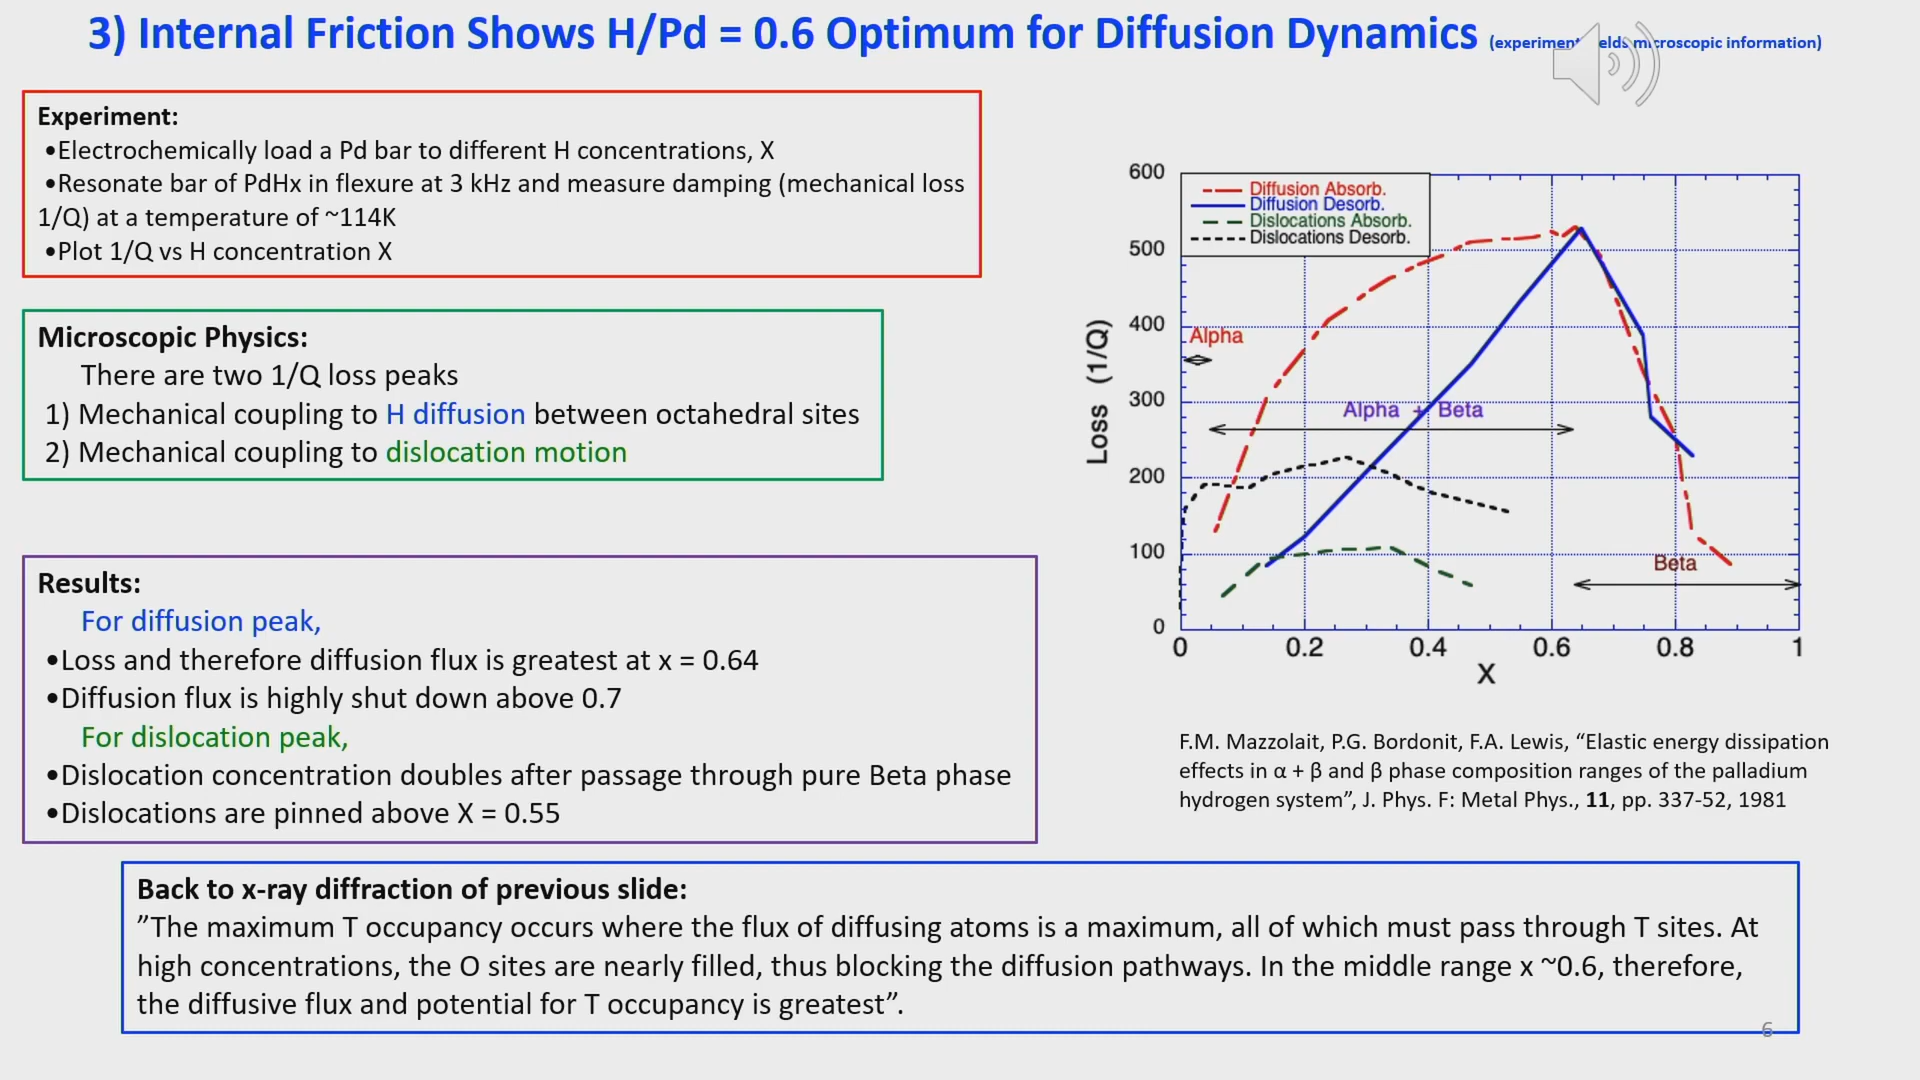 3) Internal Friction Shows H/Pd = 0.6 Optimum for Diffusion Dynamics (experiment elds microscopic information)
Experiment:
•Electrochemically load a Pd bar to different H concentrations, X
•Resonate bar of PdHx in flexure at 3 kHz and measure damping (mechanical loss
1/Q) at a temperature of ~114K
•Plot 1/Q vs H concentration X
Microscopic Physics:
There are two 1/Q loss peaks
1) Mechanical coupling to H diffusion between octahedral sites
2) Mechanical coupling to dislocation motion
Results:
For diffusion peak,
•Loss and therefore diffusion flux is greatest at x = 0.64
•Diffusion flux is highly shut down above 0.7
For dislocation peak,
•Dislocation concentration doubles after passage through pure Beta phase
•Dislocations are pinned above X = 0.55
600
500
400
300
200
100
0
Loss (1/Q)
Diffusion Absorb.
Diffusion Desorb.
Dislocations Absorb.
Dislocations Desorb.
Alpha
Alpha + Beta
Beta
0 0.2 0.4 0.6 0.8 1
X
F.M. Mazzolait, P.G. Bordonit, F.A. Lewis, “Elastic energy dissipation
effects in α + β and β phase composition ranges of the palladium
hydrogen system”, J. Phys. F: Metal Phys., 11, pp. 337-52, 1981
Back to x-ray diffraction of previous slide:
”The maximum T occupancy occurs where the flux of diffusing atoms is a maximum, all of which must pass through T sites. At
high concentrations, the O sites are nearly filled, thus blocking the diffusion pathways. In the middle range x ~0.6, therefore,
the diffusive flux and potential for T occupancy is greatest”.
6